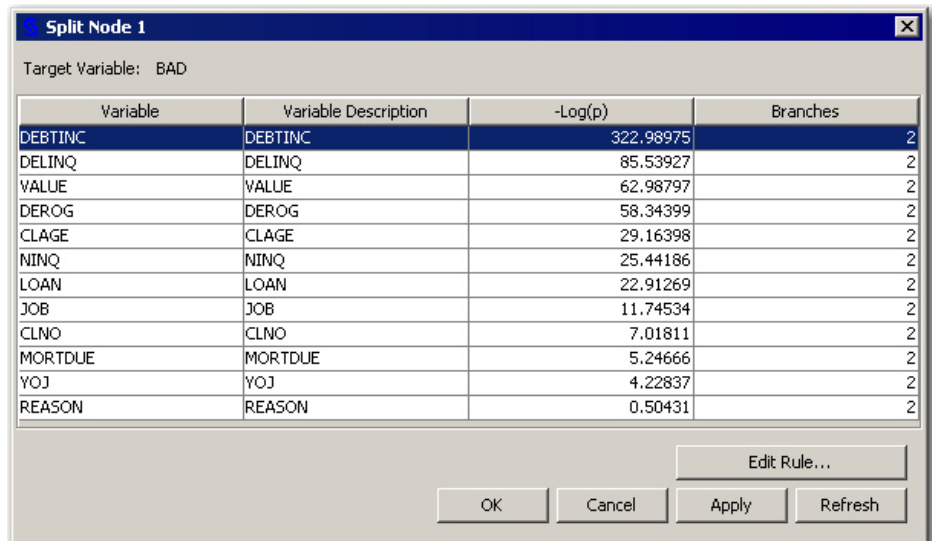 Split Node 1
Target Variable: BAD
Variable Variable Description -Log(p) Branches
DEBTINC DEBTINC 322.98975 2
DELINQ DELINQ 85.53927 2
VALUE VALUE 62.98797 2
DEROG DEROG 58.34399 2
CLAGE CLAGE 29.16398 2
NINQ NINQ 25.44186 2
LOAN LOAN 22.91269 2
JOB JOB 11.74534 2
CLNO CLNO 7.01811 2
MORTDUE MORTDUE 5.24666 2
YOJ YOJ 4.22837 2
REASON REASON 0.50431 2
Edit Rule...
OK Cancel Apply Refresh